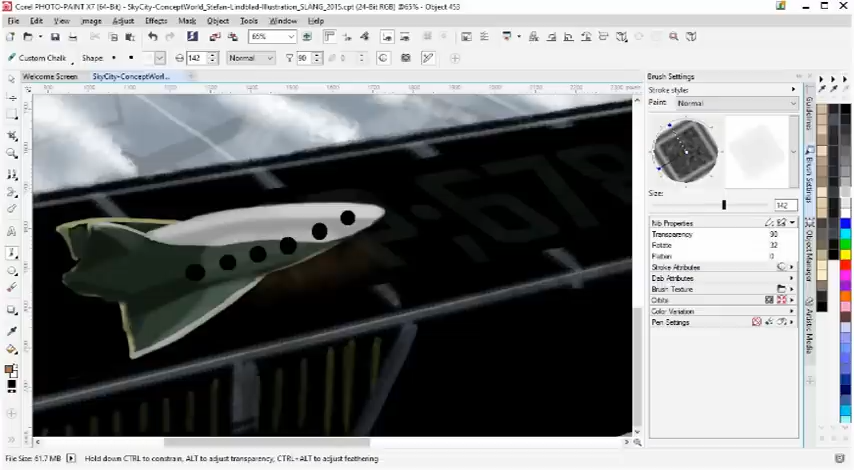 Corel PHOTO-PAINT X7 (64-Bit) - [SkyCity-ConceptWorld_Stefan-Lindblad-Illustration_SLANG_2015.cpt (24-Bit RGB) @65% - Object 453
File Edit View Image Adjust Effects Mask Object Tools Window Help
65%
Custom Chalk... Shape: 142 Normal 90 0
Welcome Screen SkyCity-ConceptWorl...
Brush Settings
Stroke style:
Paint: Normal
Size:
142
Nib Properties
Transparency 90
Rotate 32
Flatten 0
Stroke Attributes
Dab Attributes
Brush Texture
Orbits
Color Variation
Pen Settings
Guidelines
Brush Settings
Object Manager
Artistic Media
File Size: 61.7 MB Hold down CTRL to constrain, ALT to adjust transparency, CTRL+ALT to adjust feathering